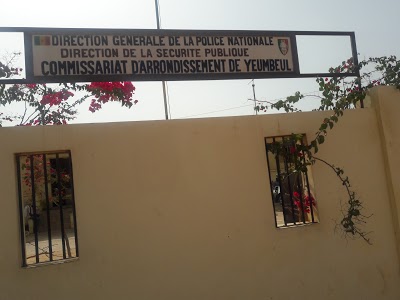 DIRECTION GENERALE DE LA POLICE NATIONALE
DIRECTION DE LA SECURITE PUBLIQUE
COMMISSARIAT D'ARRONDISSEMENT DE YEUMBEUL